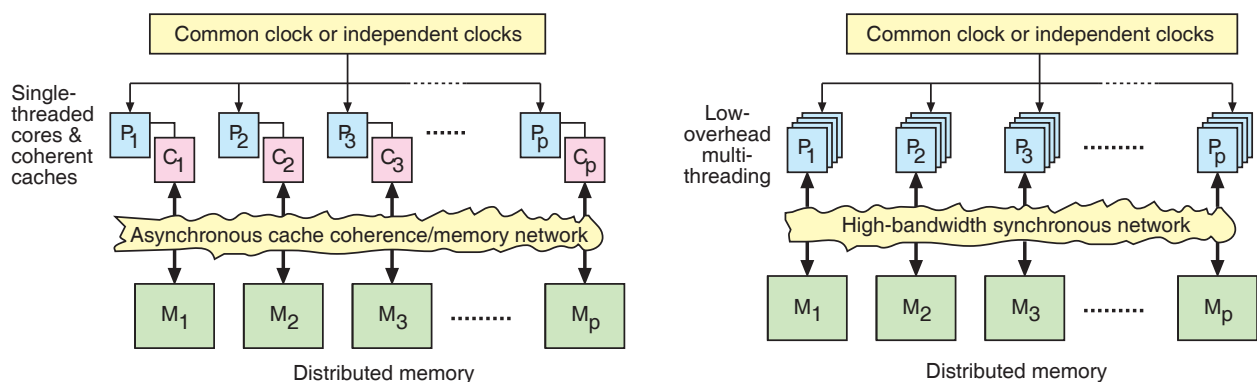 Common clock or independent clocks
Single-
threaded
cores &
coherent
caches
P1 P2 P3 ...... Pp
C1 C2 C3 Cp
Asynchronous cache coherence/memory network
M1 M2 M3 ......... Mp
Distributed memory
Common clock or independent clocks
Low-
overhead
multi-
threading
P1 P2 P3 ......... Pp
High-bandwidth synchronous network
M1 M2 M3 ......... Mp
Distributed memory